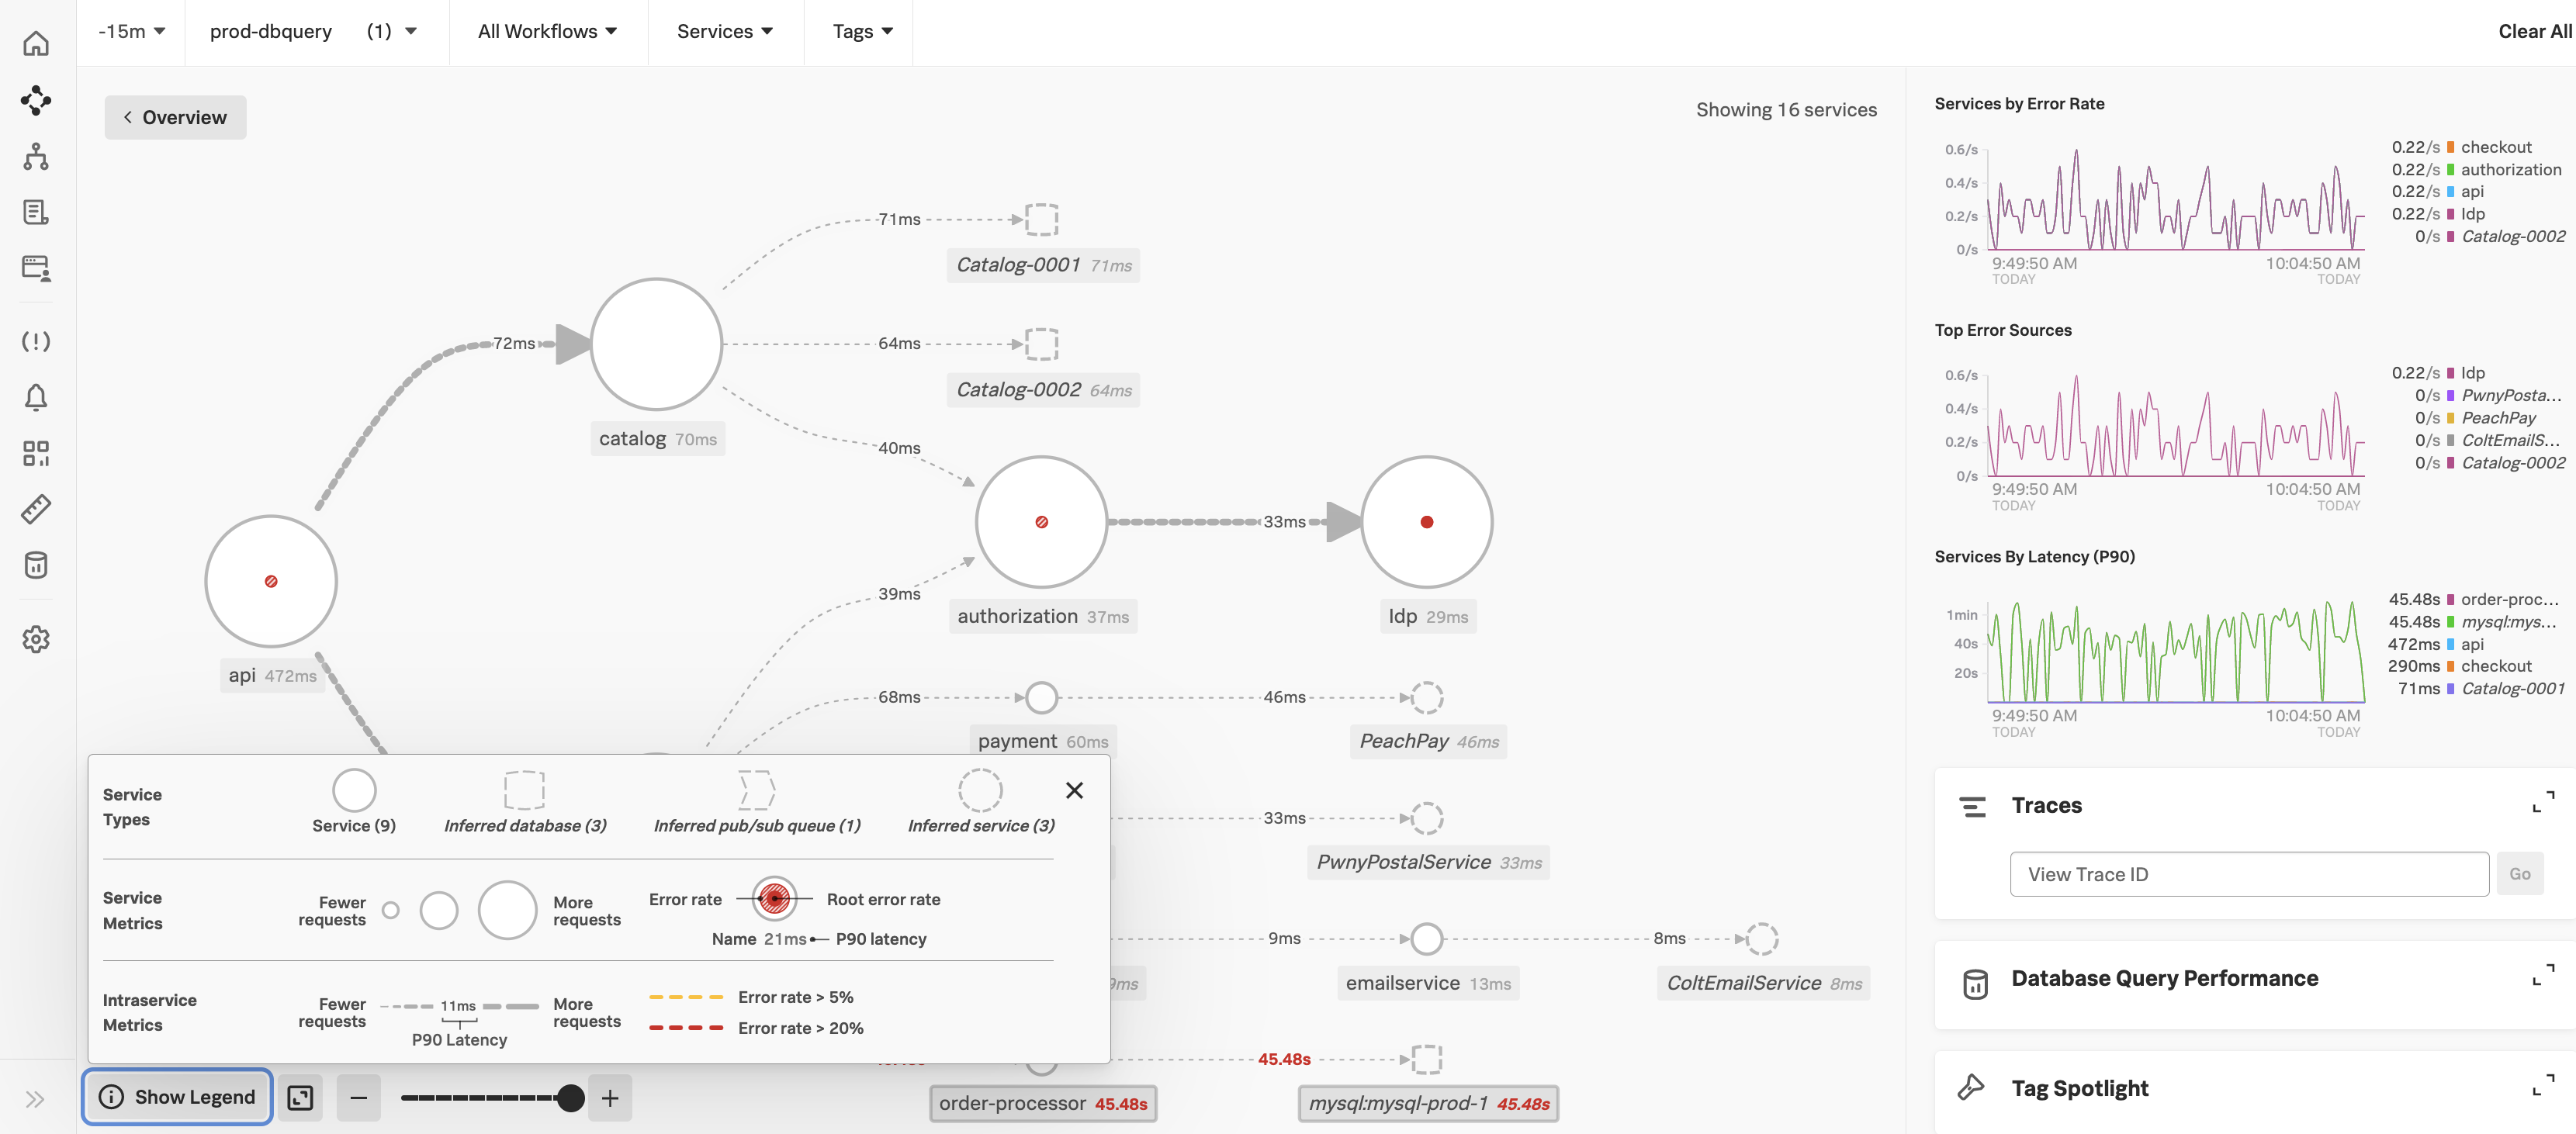 -15m
prod-dbquery (1)
All Workflows
Services
Tags
Clear All
Overview
Showing 16 services
71ms
Catalog-0001 71ms
72ms
64ms
Catalog-0002 64ms
catalog 70ms
40ms
33ms
39ms
authorization 37ms
ldp 29ms
api 472ms
68ms
46ms
payment 60ms
PeachPay 46ms
33ms
PwnyPostalService 33ms
9ms
8ms
emailservice 13ms
ColtEmailService 8ms
45.48s
order-processor 45.48s
mysql:mysql-prod-1 45.48s
Service
Types
Service (9)
Inferred database (3)
Inferred pub/sub queue (1)
Inferred service (3)
Service
Metrics
Fewer
requests
More
requests
Error rate
Root error rate
Name 21ms
P90 latency
Intraservice
Metrics
Fewer
requests
11ms
P90 Latency
More
requests
Error rate > 5%
Error rate > 20%
Show Legend
Services by Error Rate
0.6/s
0.4/s
0.2/s
0/s
9:49:50 AM
TODAY
10:04:50 AM
TODAY
0.22/s checkout
0.22/s authorization
0.22/s api
0.22/s ldp
0/s Catalog-0002
Top Error Sources
0.6/s
0.4/s
0.2/s
0/s
9:49:50 AM
TODAY
10:04:50 AM
TODAY
0.22/s ldp
0/s PwnyPosta...
0/s PeachPay
0/s ColtEmailS...
0/s Catalog-0002
Services By Latency (P90)
1min
40s
20s
9:49:50 AM
TODAY
10:04:50 AM
TODAY
45.48s order-proc...
45.48s mysql:mys...
472ms api
290ms checkout
71ms Catalog-0001
Traces
View Trace ID
Go
Database Query Performance
Tag Spotlight